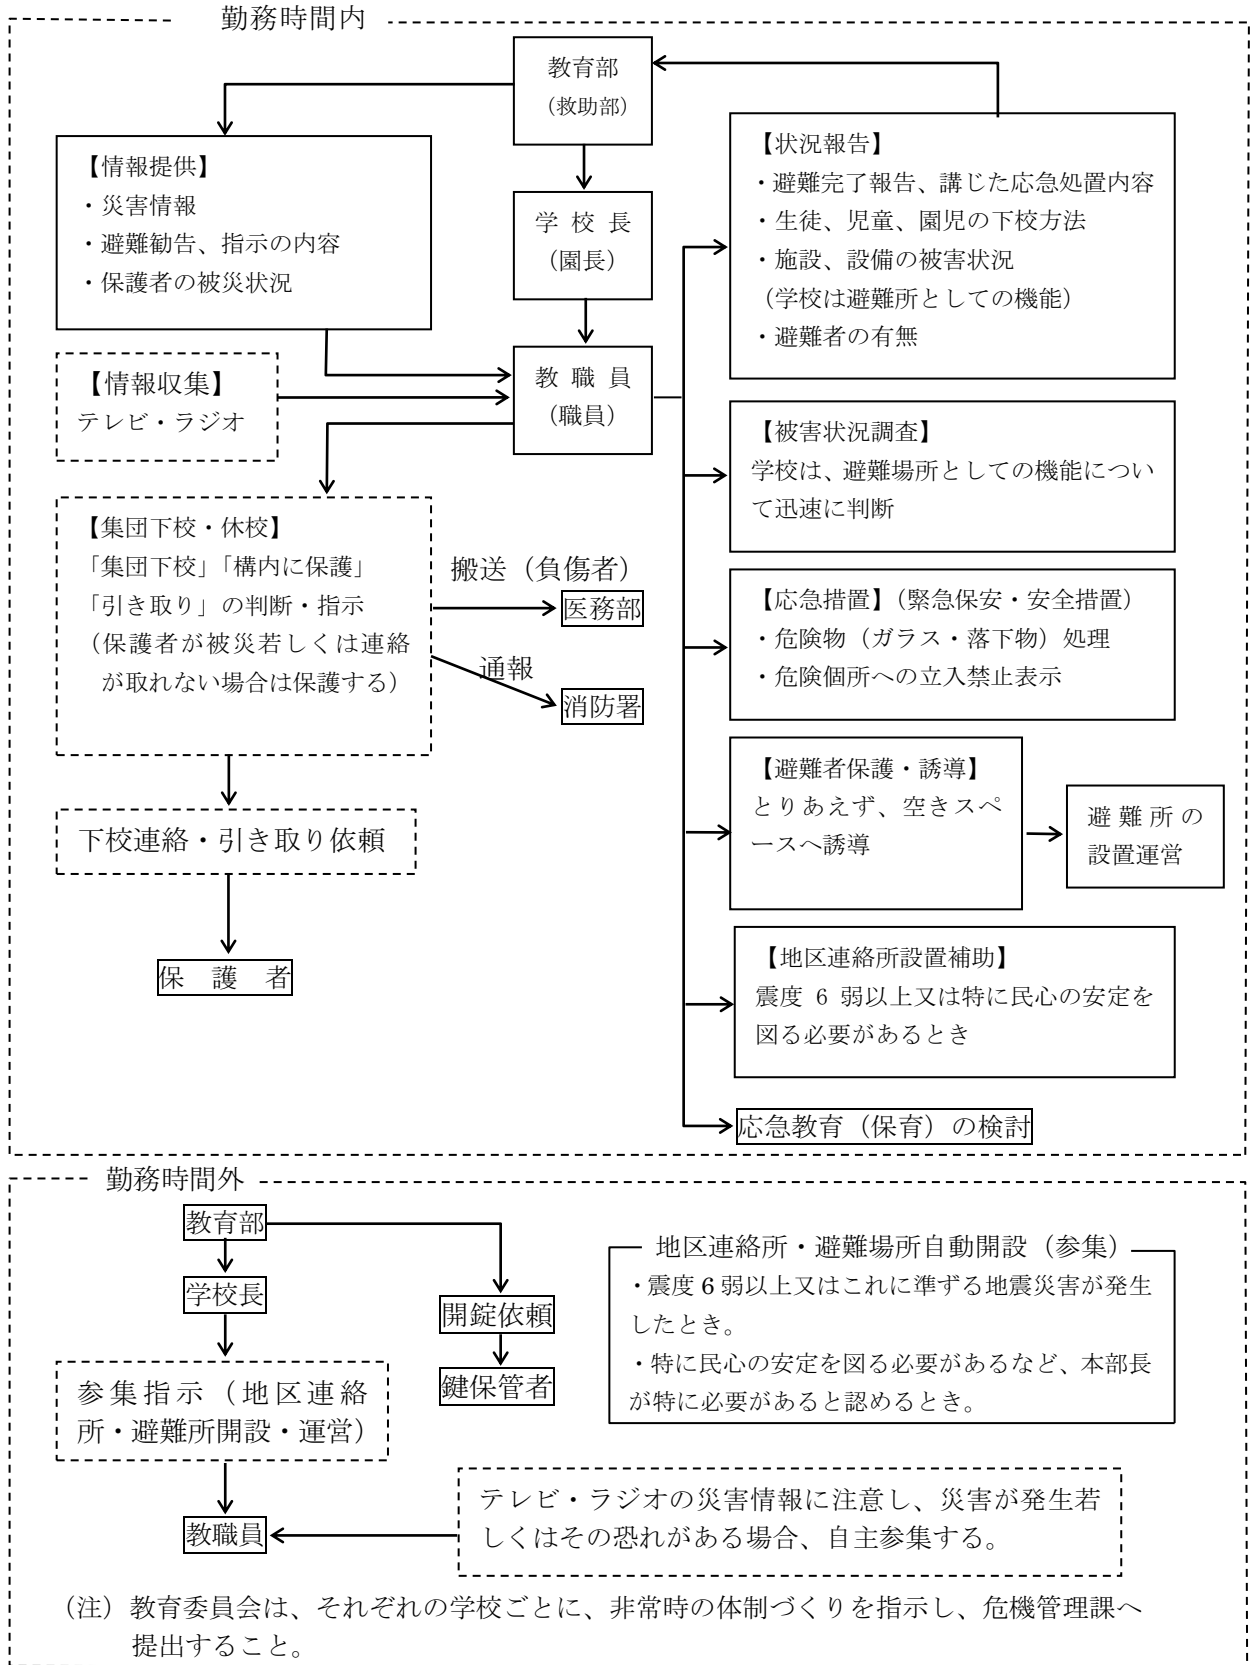 勤務時間内
教育部
（救助部）
【情報提供】
・災害情報
・避難勧告、指示の内容
・保護者の被災状況
学 校 長
（園長）
【状況報告】
・避難完了報告、講じた応急処置内容
・生徒、児童、園児の下校方法
・施設、設備の被害状況
（学校は避難所としての機能）
・避難者の有無
【情報収集】
テレビ・ラジオ
教 職 員
（職員）
【被害状況調査】
学校は、避難場所としての機能につい
て迅速に判断
【集団下校・休校】
「集団下校」「構内に保護」
「引き取り」の判断・指示
（保護者が被災若しくは連絡
が取れない場合は保護する）
搬送（負傷者）
医務部
通報
消防署
【応急措置】（緊急保安・安全措置）
・危険物（ガラス・落下物）処理
・危険個所への立入禁止表示
【避難者保護・誘導】
とりあえず、空きスペ
ースへ誘導
避 難 所 の
設置運営
下校連絡・引き取り依頼
保 護 者
【地区連絡所設置補助】
震度 6 弱以上又は特に民心の安定を
図る必要があるとき
応急教育（保育）の検討
勤務時間外
教育部
学校長
参集指示（地区連絡
所・避難所開設・運営）
教職員
開錠依頼
鍵保管者
地区連絡所・避難場所自動開設（参集）
・震度 6 弱以上又はこれに準ずる地震災害が発生
したとき。
・特に民心の安定を図る必要があるなど、本部長
が特に必要があると認めるとき。
テレビ・ラジオの災害情報に注意し、災害が発生若
しくはその恐れがある場合、自主参集する。
（注）教育委員会は、それぞれの学校ごとに、非常時の体制づくりを指示し、危機管理課へ
提出すること。